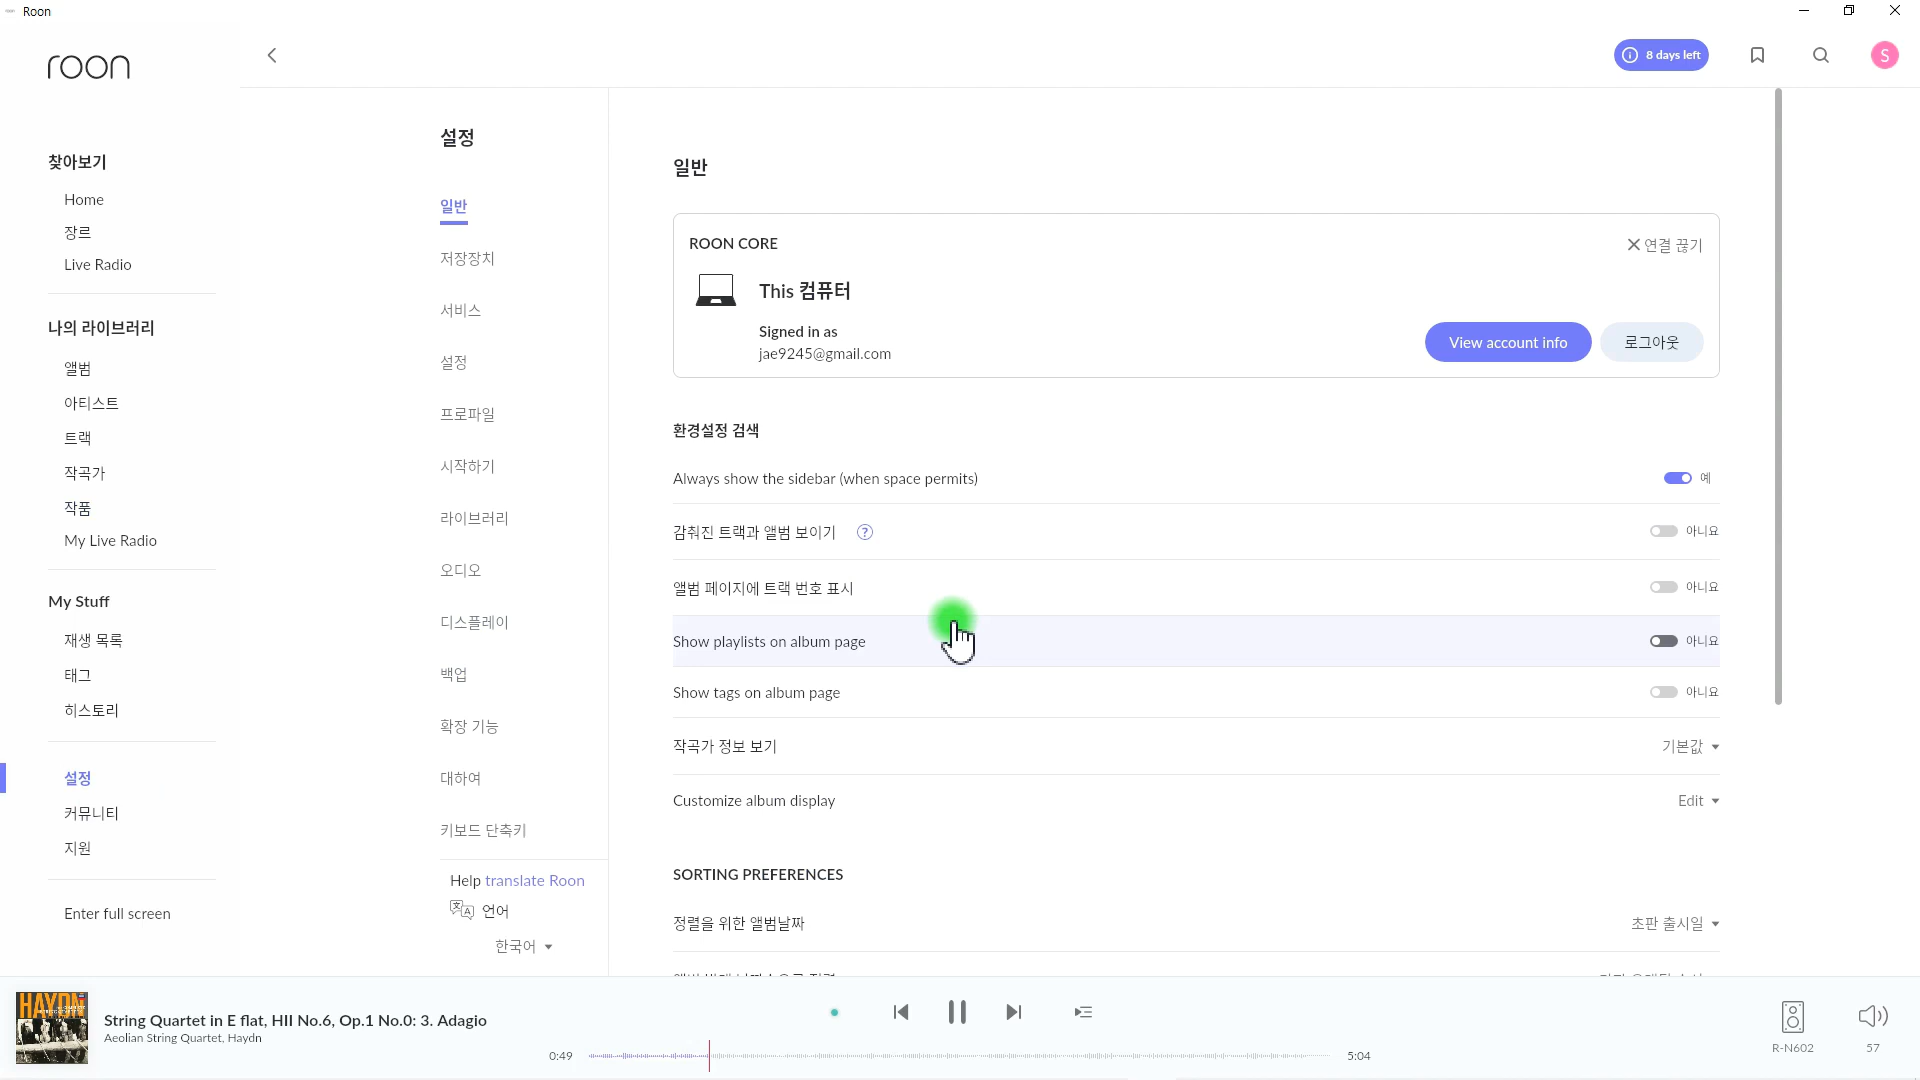 Roon
roon
8 days left
S
찾아보기
Home
장르
Live Radio
나의 라이브러리
앨범
아티스트
트랙
작곡가
작품
My Live Radio
My Stuff
재생 목록
태그
히스토리
설정
커뮤니티
지원
Enter full screen
설정
일반
저장장치
서비스
설정
프로파일
시작하기
라이브러리
오디오
디스플레이
백업
확장 기능
대하여
키보드 단축키
Help translate Roon
언어
한국어
일반
ROON CORE
연결 끊기
This 컴퓨터
Signed in as
jae9245@gmail.com
View account info
로그아웃
환경설정 검색
Always show the sidebar (when space permits)
예
감춰진 트랙과 앨범 보이기 ?
아니요
앨범 페이지에 트랙 번호 표시
아니요
Show playlists on album page
아니요
Show tags on album page
아니요
작곡가 정보 보기
기본값
Customize album display
Edit
SORTING PREFERENCES
정렬을 위한 앨범날짜
초판 출시일
HAYDN
String Quartet in E flat, HII No.6, Op.1 No.0: 3. Adagio
Aeolian String Quartet, Haydn
0:49
5:04
R-N602
57